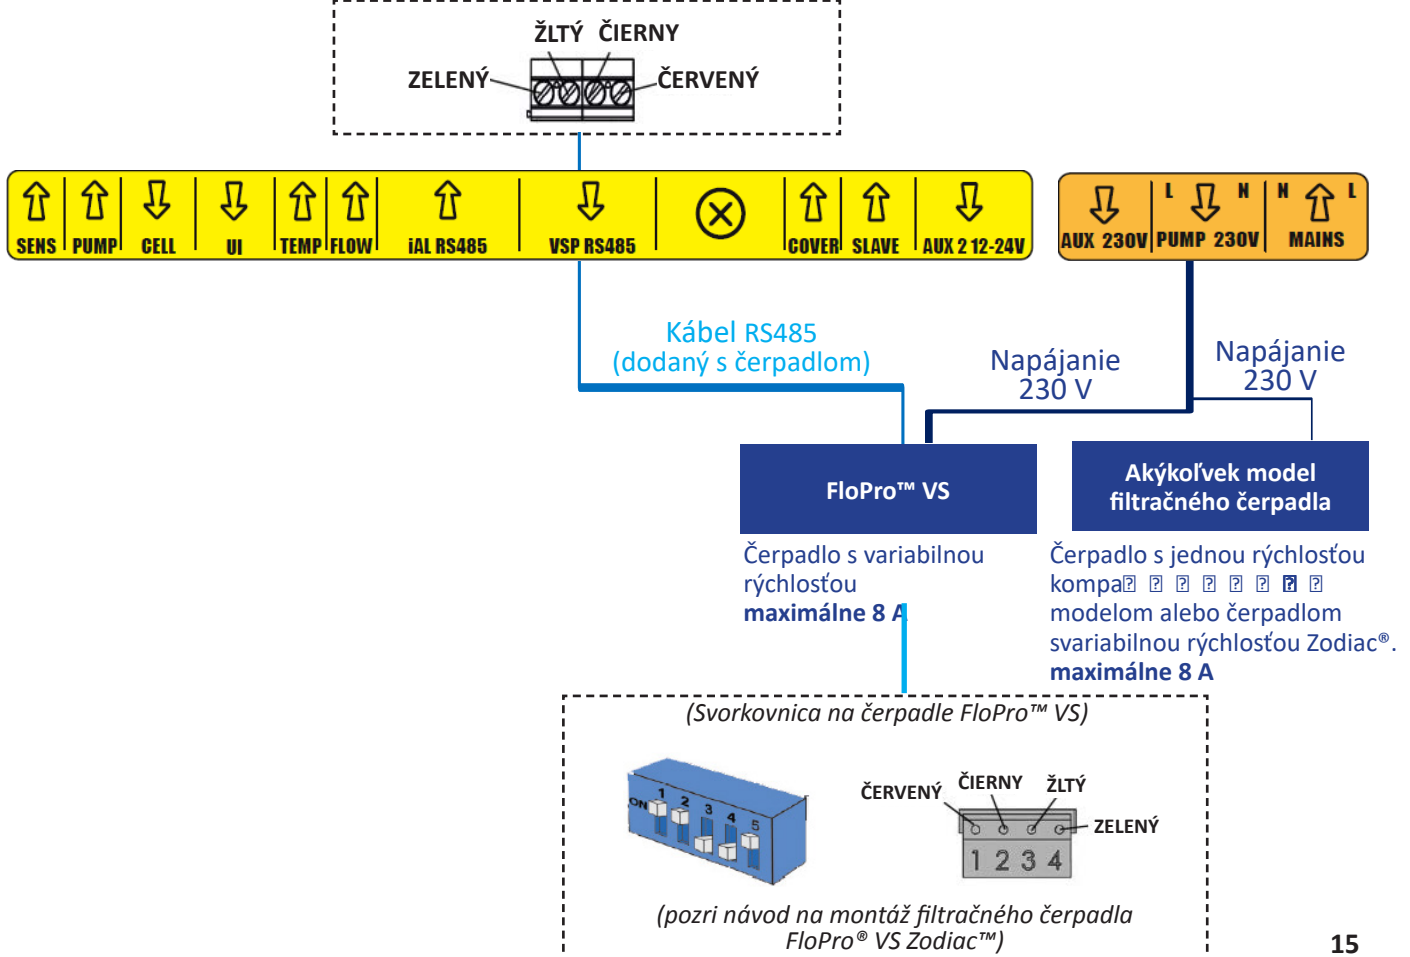 ŽLTÝ ČIERNY
ZELENÝ ČERVENÝ
SENS PUMP CELL UI TEMP FLOW iAL RS485 VSP RS485 COVER SLAVE AUX 2 12-24V
L N N L
AUX 230V PUMP 230V MAINS
Kábel RS485
(dodaný s čerpadlom)
Napájanie
230 V
Napájanie
230 V
FloPro™ VS
Akýkoľvek model
filtračného čerpadla
Čerpadlo s variabilnou
rýchlosťou
maximálne 8 A
Čerpadlo s jednou rýchlosťou
kompa
modelom alebo čerpadlom
svariabilnou rýchlosťou Zodiac®.
maximálne 8 A
(Svorkovnica na čerpadle FloPro™ VS)
ON 1 2 3 4 5
ČERVENÝ ČIERNY ŽLTÝ
ZELENÝ
1 2 3 4
(pozri návod na montáž filtračného čerpadla
FloPro® VS Zodiac™)
15